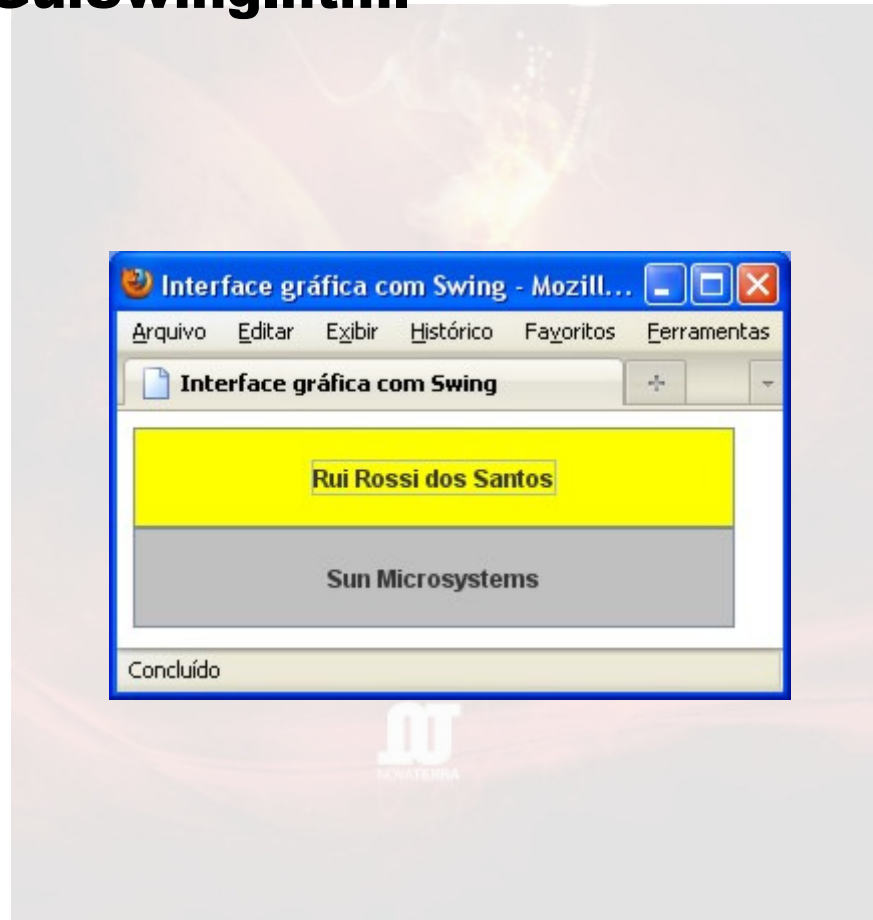 Interface gráfica com Swing - Mozill...
Arquivo Editar Exibir Histórico Favoritos Ferramentas
Interface gráfica com Swing
Rui Rossi dos Santos
Sun Microsystems
Concluído
NOVATERRA